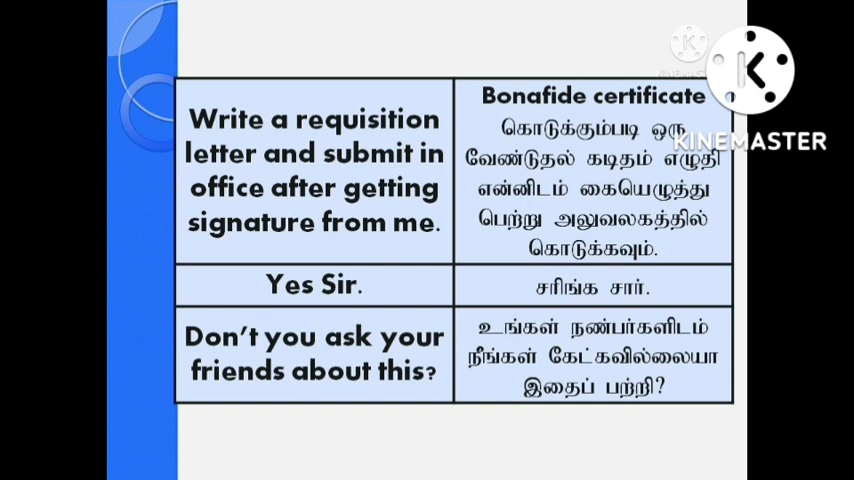 Write a requisition
letter and submit in
office after getting
signature from me.
Bonafide certificate
கொடுக்கும்படி ஒரு
வேண்டுதல் கடிதம் எழுதி
என்னிடம் கையெழுத்து
பெற்று அலுவலகத்தில்
கொடுக்கவும்.
Yes Sir.
சரிங்க சார்.
Don't you ask your
friends about this?
உங்கள் நண்பர்களிடம்
நீங்கள் கேட்கவில்லையா
இதைப் பற்றி?
KINEMASTER